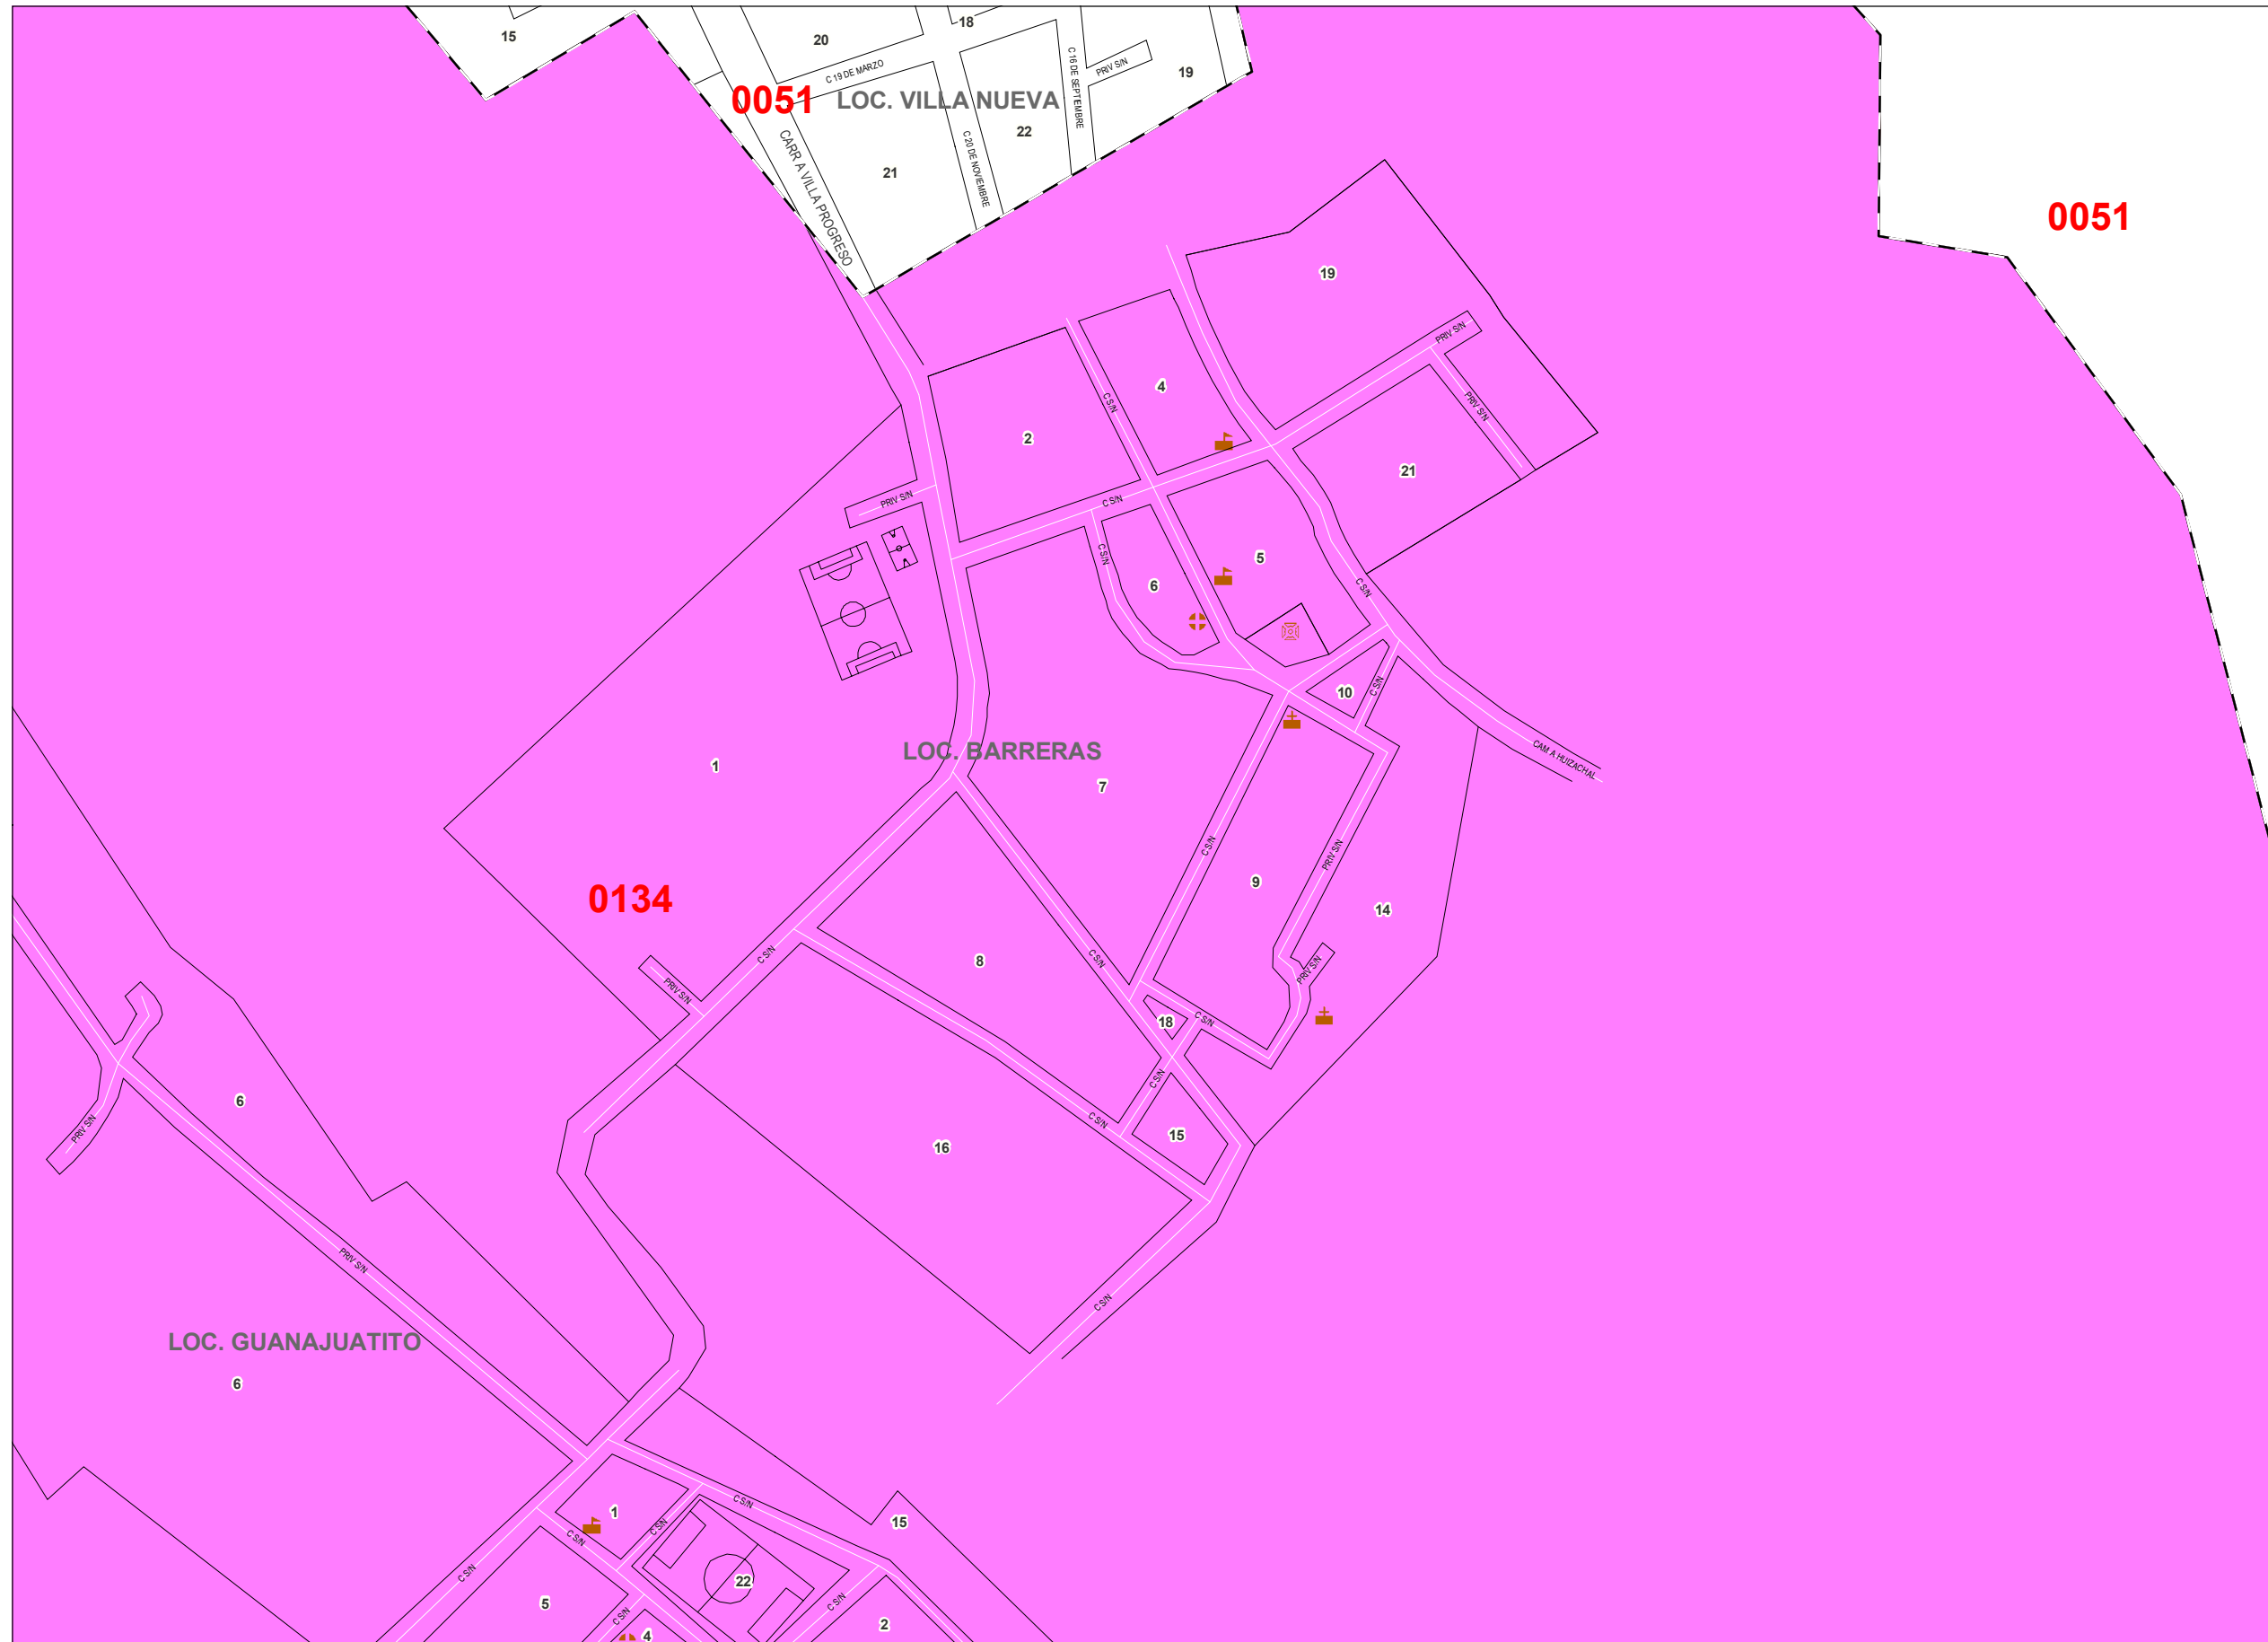 15
20
18
C 19 DE MARZO
C 16 DE SEPTIEMBRE
PRIV S/N
19
0051
LOC. VILLA NUEVA
22
21
C 20 DE NOVIEMBRE
CARR A VILLA PROGRESO
0051
19
PRIV S/N
4
C S/N
PRIV S/N
2
21
PRIV S/N
C S/N
C S/N
5
6
C S/N
10
C S/N
LOC. BARRERAS
CAM. A HUIZACHAL
1
7
C S/N
PRIV S/N
9
0134
14
C S/N
C S/N
8
PRIV S/N
PRIV S/N
18
C S/N
6
C S/N
PRIV S/N
C S/N
15
16
PRIV S/N
C S/N
LOC. GUANAJUATITO
6
C S/N
1
15
C S/N
C S/N
C S/N
22
5
C S/N
C S/N
2
4